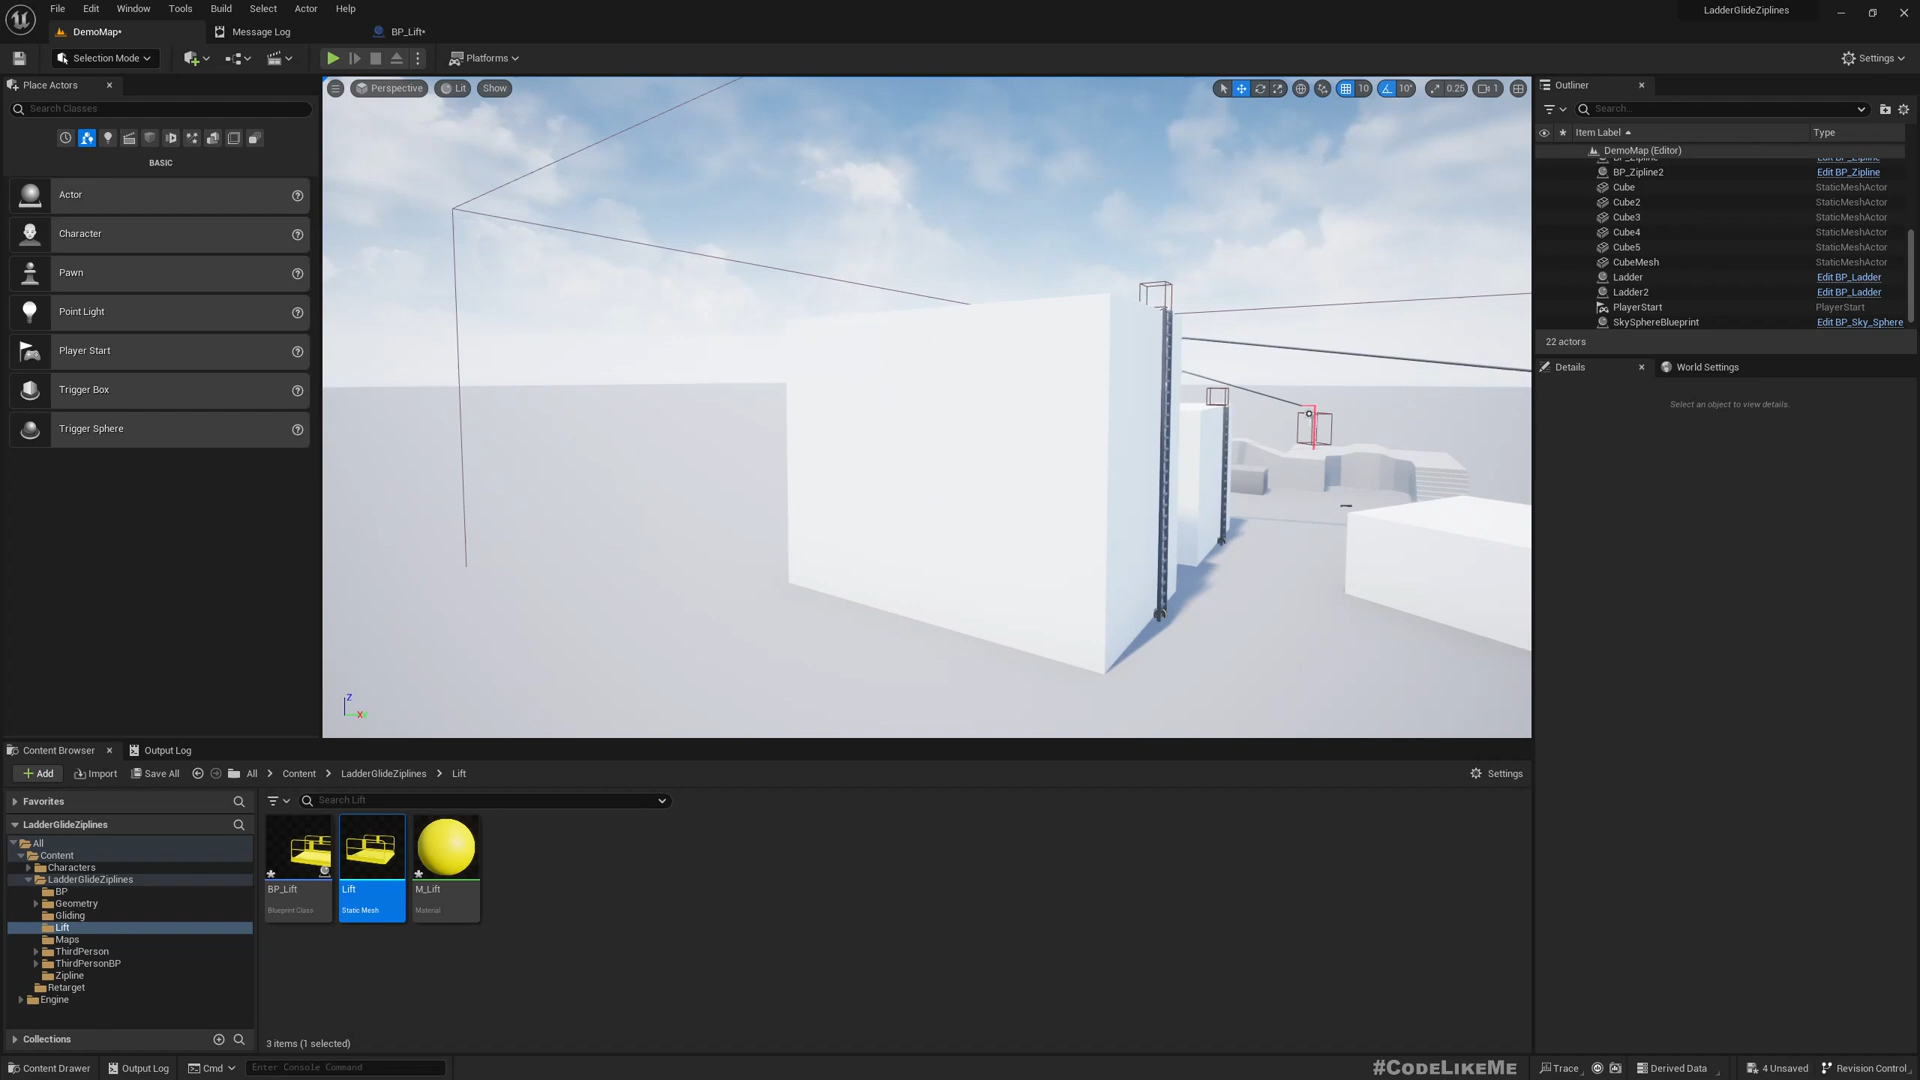 File Edit Window Tools Build Select Actor Help
LadderGlideZiplines
DemoMap*
Message Log
BP_Lift*
Selection Mode
Platforms
Settings
Place Actors
Search Classes
BASIC
Actor
Character
Pawn
Point Light
Player Start
Trigger Box
Trigger Sphere
Perspective
Lit
Show
10
10°
0.25
1
Z
X
Outliner
Search...
Item Label
Type
DemoMap (Editor)
BP_Zipline Edit BP_Zipline
BP_Zipline2 Edit BP_Zipline
Cube StaticMeshActor
Cube2 StaticMeshActor
Cube3 StaticMeshActor
Cube4 StaticMeshActor
Cube5 StaticMeshActor
CubeMesh StaticMeshActor
Ladder Edit BP_Ladder
Ladder2 Edit BP_Ladder
PlayerStart PlayerStart
SkySphereBlueprint Edit BP_Sky_Sphere
22 actors
Details
World Settings
Select an object to view details.
Content Browser
Output Log
Add
Import
Save All
All
Content
LadderGlideZiplines
Lift
Settings
Favorites
LadderGlideZiplines
All
Content
Characters
LadderGlideZiplines
BP
Geometry
Gliding
Lift
Maps
ThirdPerson
ThirdPersonBP
Zipline
Retarget
Engine
Collections
Search Lift
BP_Lift
Blueprint Class
Lift
Static Mesh
M_Lift
Material
3 items (1 selected)
Content Drawer
Output Log
Cmd
Enter Console Command
#CODELIKEME
Trace
Derived Data
4 Unsaved
Revision Control